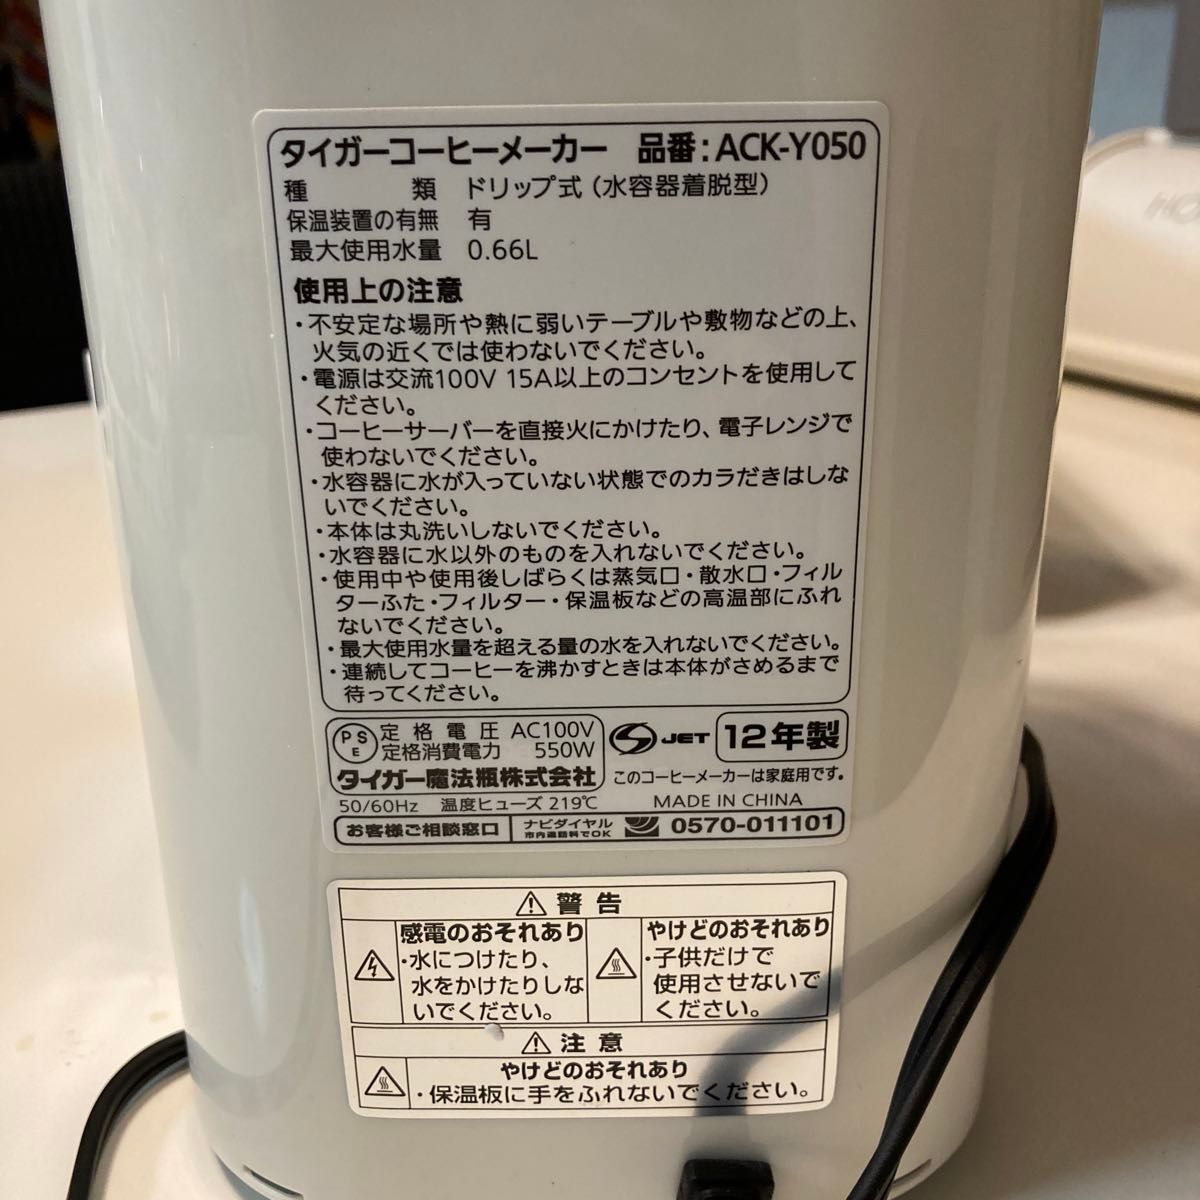 タイガーコーヒーメーカー 品番:ACK-Y050
種類 ドリップ式(水容器着脱型)
保温装置の有無 有
最大使用水量 0.66L
使用上の注意
・不安定な場所や熱に弱いテーブルや敷物などの上、
火気の近くでは使わないでください。
・電源は交流100V 15A以上のコンセントを使用して
ください。
・コーヒーサーバーを直接火にかけたり、電子レンジで
使わないでください。
・水容器に水が入っていない状態でのカラだきはしな
いでください。
・本体は丸洗いしないでください。
・水容器に水以外のものを入れないでください。
・使用中や使用後しばらくは蒸気口・散水口・フィル
ターふた・フィルター・保温板などの高温部にふれ
ないでください。
・最大使用水量を超える量の水を入れないでください。
・連続してコーヒーを沸かすときは本体がさめるまで
待ってください。
PSE 定格電圧 AC100V
定格消費電力 550W
タイガー魔法瓶株式会社
JET 12年製
このコーヒーメーカーは家庭用です。
50/60Hz 温度ヒューズ 219℃ MADE IN CHINA
お客様ご相談窓口 ナビダイヤル 市内通話料でOK 0570-011101
警告
感電のおそれあり
・水につけたり、
水をかけたりしな
いでください。
やけどのおそれあり
・子供だけで
使用させないで
ください。
注意
やけどのおそれあり
・保温板に手をふれないでください。